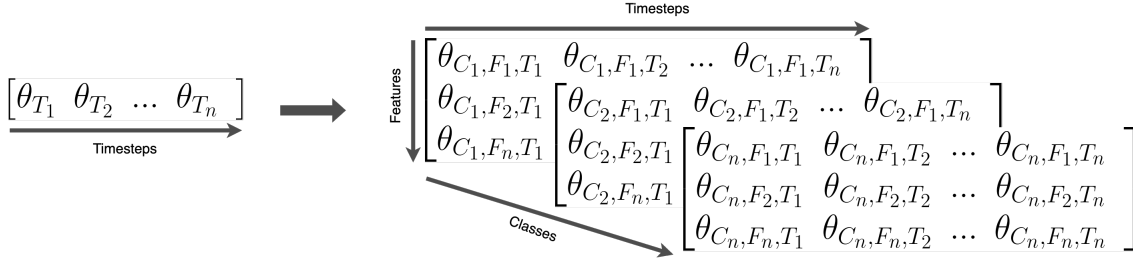 Timesteps
Features
θ_{C_1,F_1,T_1} θ_{C_1,F_1,T_2} ... θ_{C_1,F_1,T_n}
θ_{C_1,F_2,T_1}
θ_{C_1,F_n,T_1}
[θ_{T_1} θ_{T_2} ... θ_{T_n}]
Timesteps
θ_{C_2,F_1,T_1} θ_{C_2,F_1,T_2} ... θ_{C_2,F_1,T_n}
θ_{C_2,F_2,T_1}
θ_{C_2,F_n,T_1}
θ_{C_n,F_1,T_1} θ_{C_n,F_1,T_2} ... θ_{C_n,F_1,T_n}
θ_{C_n,F_2,T_1} θ_{C_n,F_2,T_2} ... θ_{C_n,F_2,T_n}
θ_{C_n,F_n,T_1} θ_{C_n,F_n,T_2} ... θ_{C_n,F_n,T_n}
Classes